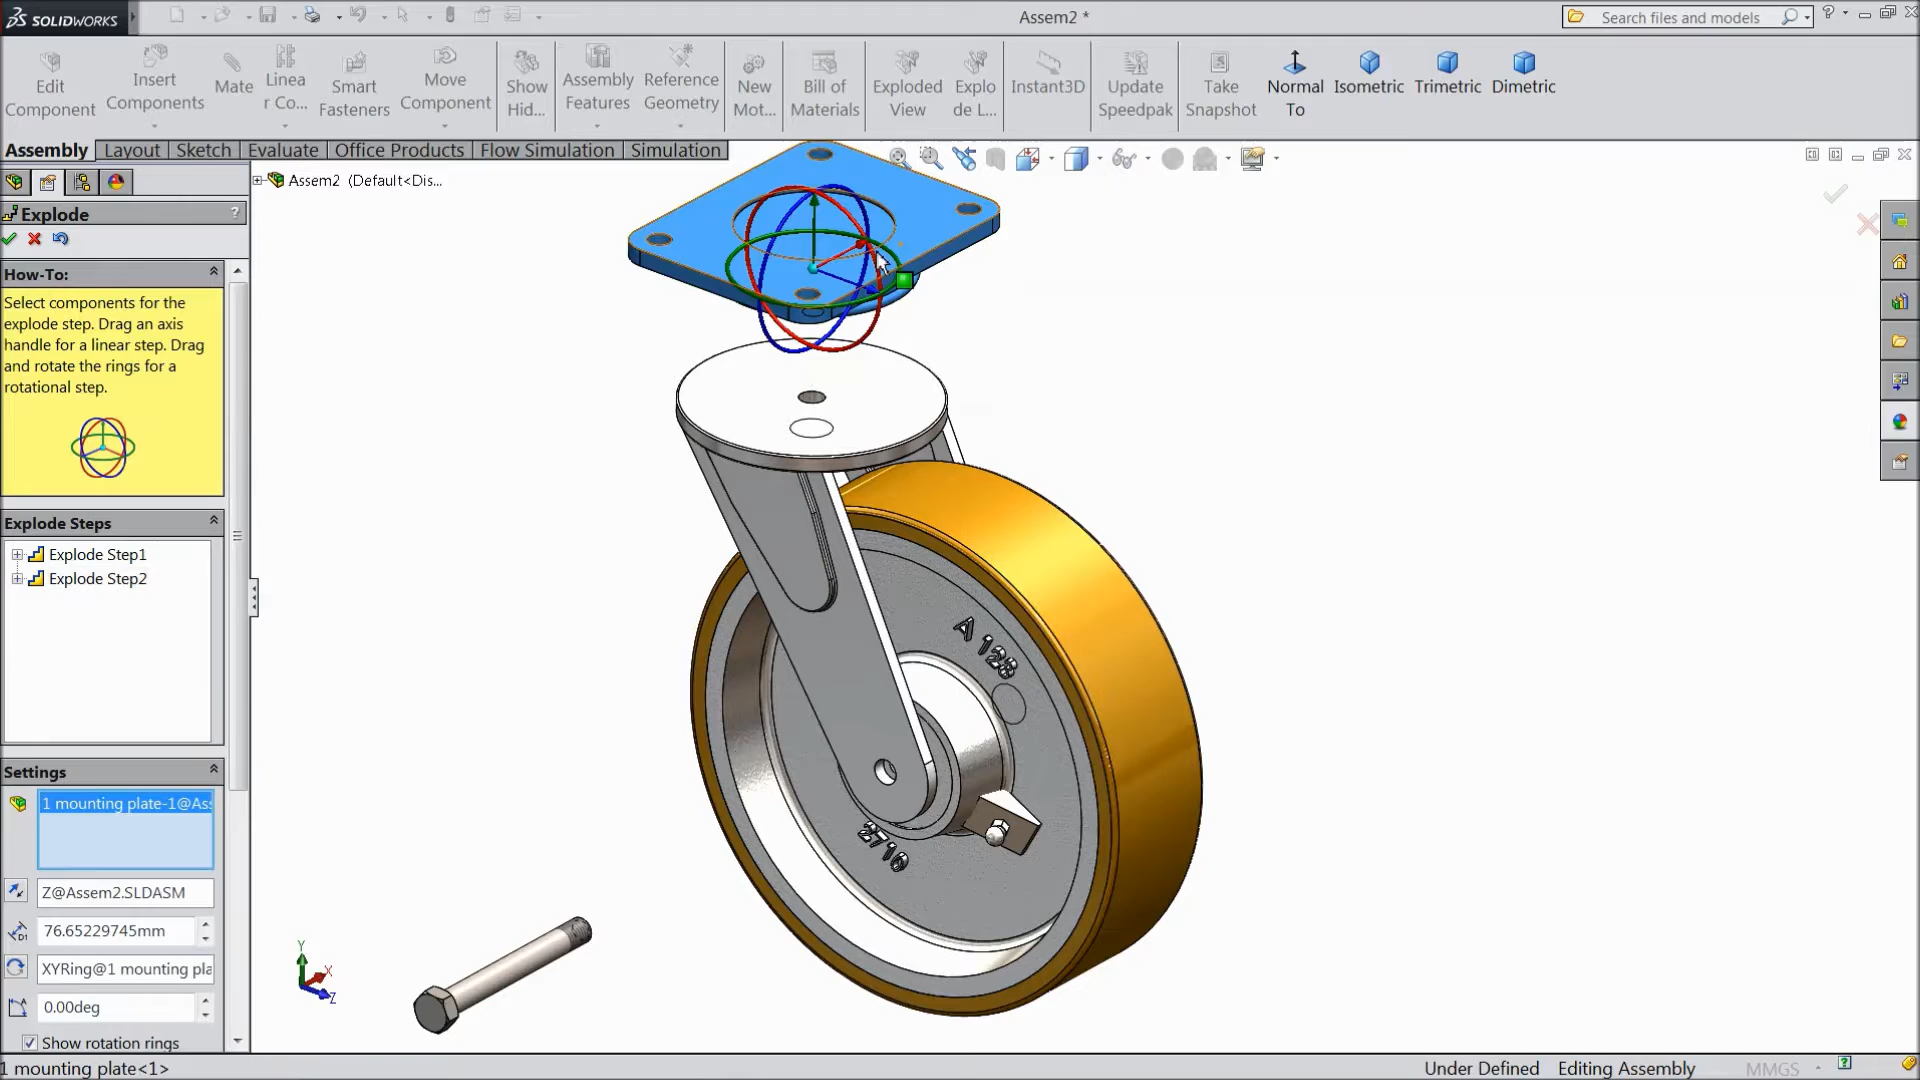 SOLIDWORKS
Assem2 *
Search files and models
Edit Component
Insert Components
Mate
Linea r Co...
Smart Fasteners
Move Component
Show Hid...
Assembly Features
Reference Geometry
New Mot...
Bill of Materials
Exploded View
Explo de L...
Instant3D
Update Speedpak
Take Snapshot
Normal To
Isometric
Trimetric
Dimetric
Assembly
Layout
Sketch
Evaluate
Office Products
Flow Simulation
Simulation
Assem2 (Default<Dis...
Explode
?
How-To:
Select components for the
explode step. Drag an axis
handle for a linear step. Drag
and rotate the rings for a
rotational step.
Explode Steps
Explode Step1
Explode Step2
Settings
1 mounting plate-1@Ass
Z@Assem2.SLDASM
D1
76.65229745mm
XYRing@1 mounting pla
0.00deg
Show rotation rings
A 128
2710
Y
X
Z
1 mounting plate<1>
Under Defined
Editing Assembly
MMGS